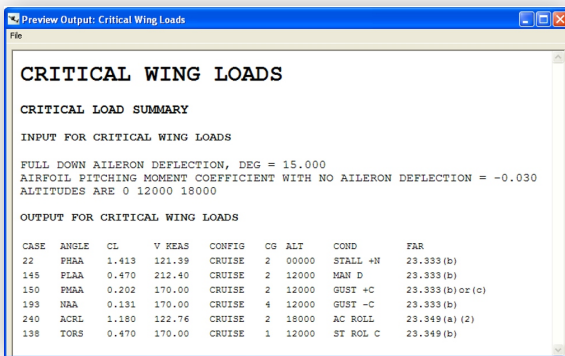 Preview Output: Critical Wing Loads
File
CRITICAL WING LOADS
CRITICAL LOAD SUMMARY
INPUT FOR CRITICAL WING LOADS
FULL DOWN AILERON DEFLECTION, DEG = 15.000
AIRFOIL PITCHING MOMENT COEFFICIENT WITH NO AILERON DEFLECTION = -0.030
ALTITUDES ARE 0 12000 18000
OUTPUT FOR CRITICAL WING LOADS
CASE ANGLE CL V KEAS CONFIG CG ALT COND FAR
22 PHAA 1.413 121.39 CRUISE 2 00000 STALL +N 23.333(b)
145 PLAA 0.470 212.40 CRUISE 2 12000 MAN D 23.333(b)
150 PMAA 0.202 170.00 CRUISE 2 12000 GUST +C 23.333(b)or(c)
193 NAA 0.131 170.00 CRUISE 4 12000 GUST -C 23.333(b)
240 ACRL 1.180 122.76 CRUISE 2 18000 AC ROLL 23.349(a)(2)
138 TORS 0.470 170.00 CRUISE 1 12000 ST ROL C 23.349(b)